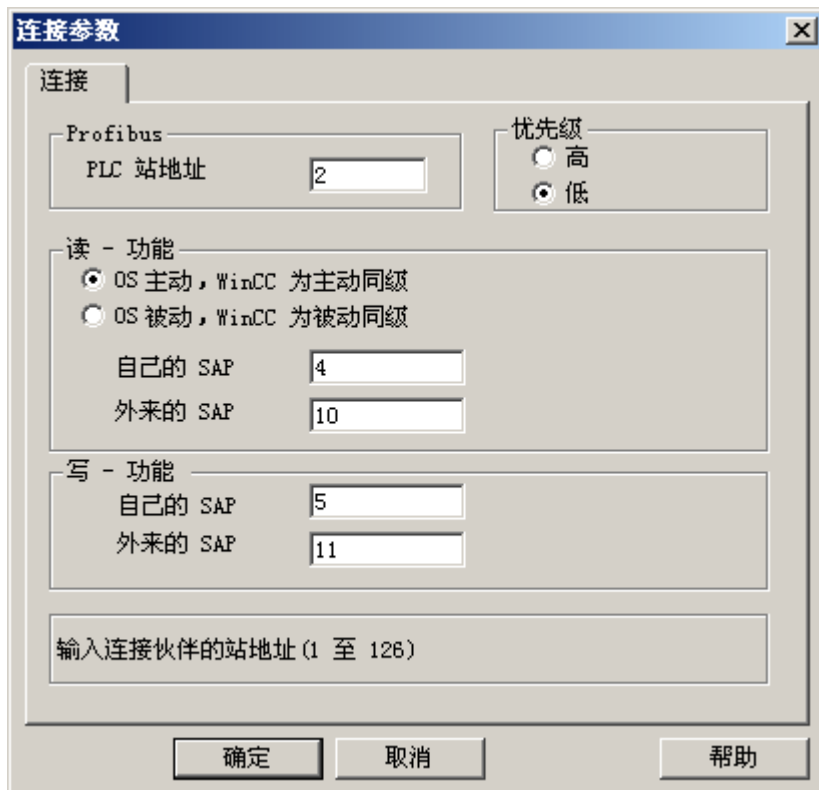 连接参数
连接
Profibus
PLC 站地址 2
优先级
高
低
读 - 功能
OS 主动，WinCC 为主动同级
OS 被动，WinCC 为被动同级
自己的 SAP 4
外来的 SAP 10
写 - 功能
自己的 SAP 5
外来的 SAP 11
输入连接伙伴的站地址(1 至 126)
确定 取消 帮助